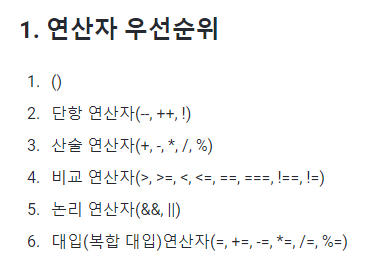 1. 연산자 우선순위
1. ()
2. 단항 연산자(--, ++, !)
3. 산술 연산자(+, -, *, /, %)
4. 비교 연산자(>, >=, <, <=, ==, ===, !==, !=)
5. 논리 연산자(&&, ||)
6. 대입(복합 대입)연산자(=, +=, -=, *=, /=, %=)